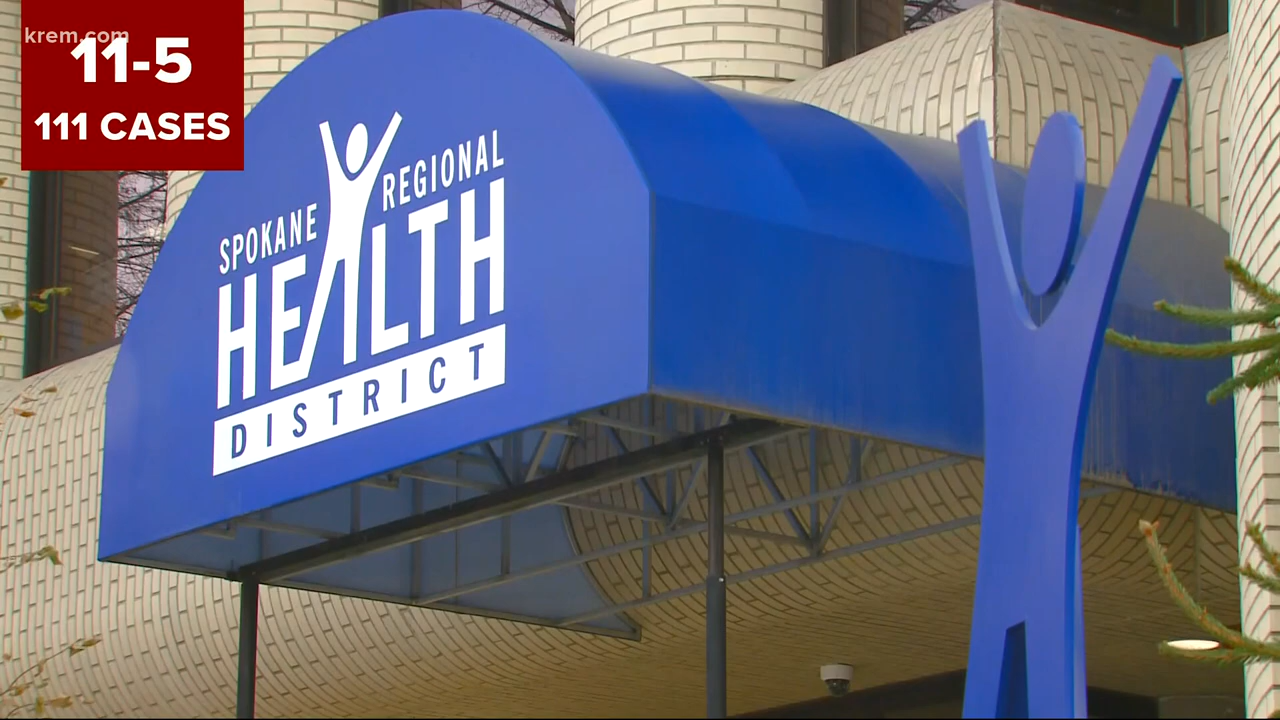 krem.com
11-5
111 CASES
SPOKANE REGIONAL
HEALTH
DISTRICT